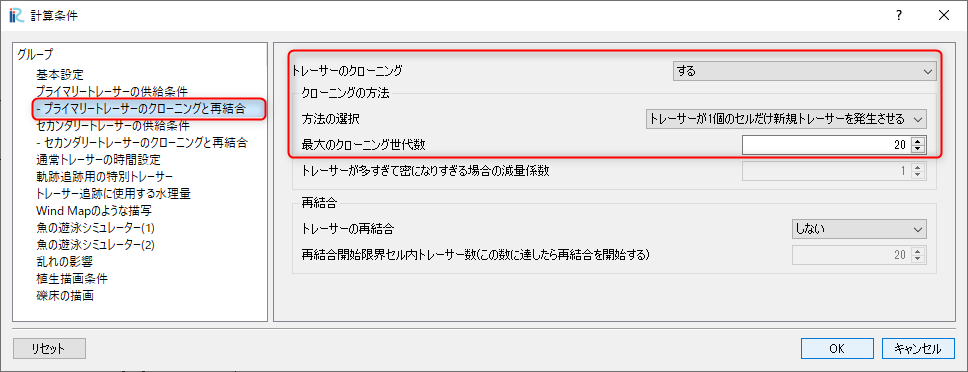 計算条件
グループ
基本設定
プライマリートレーサーの供給条件
- プライマリートレーサーのクローニングと再結合
セカンダリートレーサーの供給条件
- セカンダリートレーサーのクローニングと再結合
通常トレーサーの時間設定
軌跡追跡用の特別トレーサー
トレーサー追跡に使用する水理量
Wind Mapのような描写
魚の遊泳シミュレーター(1)
魚の遊泳シミュレーター(2)
乱れの影響
植生描画条件
礫床の描画
トレーサーのクローニング する
クローニングの方法
方法の選択 トレーサーが1個のセルだけ新規トレーサーを発生させる
最大のクローニング世代数 20
トレーサーが多すぎて密になりすぎる場合の減量係数 1
再結合
トレーサーの再結合 しない
再結合開始限界セル内トレーサー数(この数に達したら再結合を開始する) 20
リセット OK キャンセル